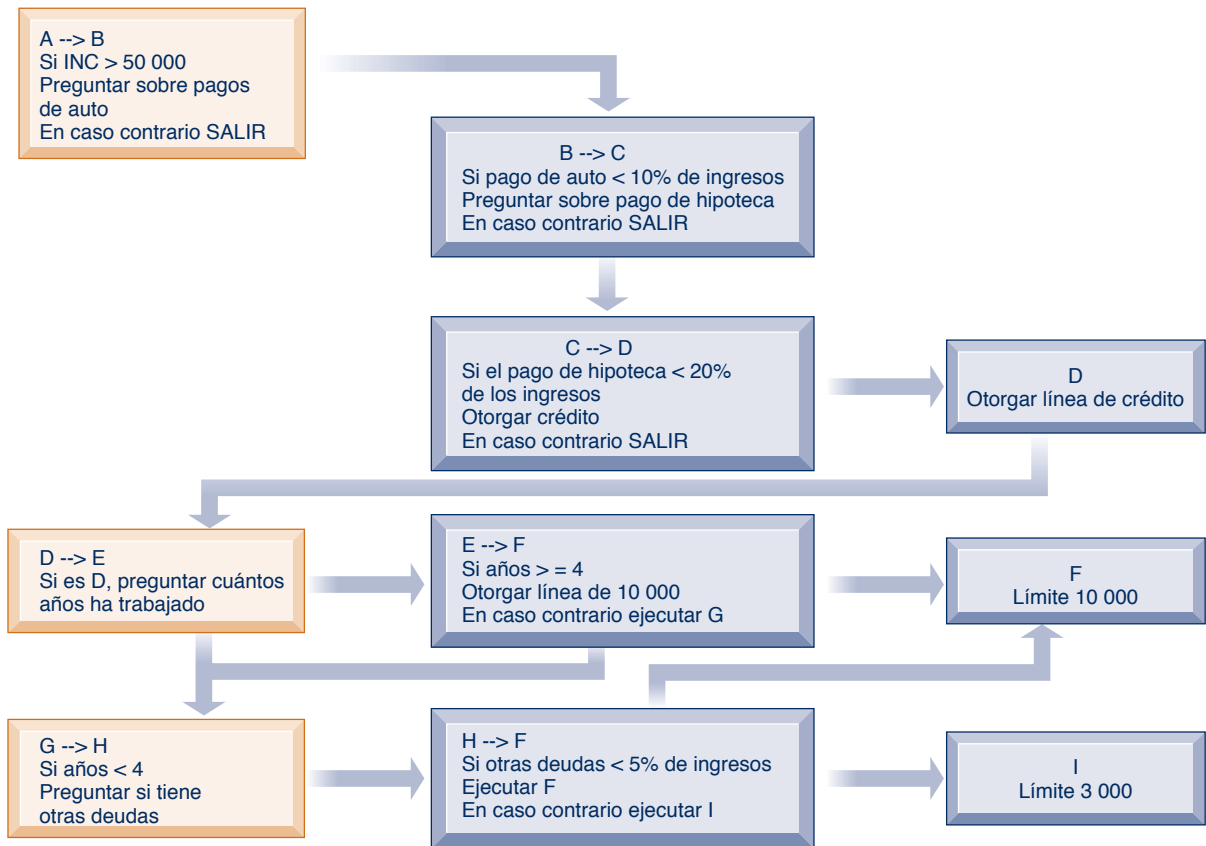 A --> B
Si INC > 50 000
Preguntar sobre pagos
de auto
En caso contrario SALIR
B --> C
Si pago de auto < 10% de ingresos
Preguntar sobre pago de hipoteca
En caso contrario SALIR
C --> D
Si el pago de hipoteca < 20%
de los ingresos
Otorgar crédito
En caso contrario SALIR
D
Otorgar línea de crédito
D --> E
Si es D, preguntar cuántos
años ha trabajado
E --> F
Si años > = 4
Otorgar línea de 10 000
En caso contrario ejecutar G
F
Límite 10 000
G --> H
Si años < 4
Preguntar si tiene
otras deudas
H --> F
Si otras deudas < 5% de ingresos
Ejecutar F
En caso contrario ejecutar I
I
Límite 3 000